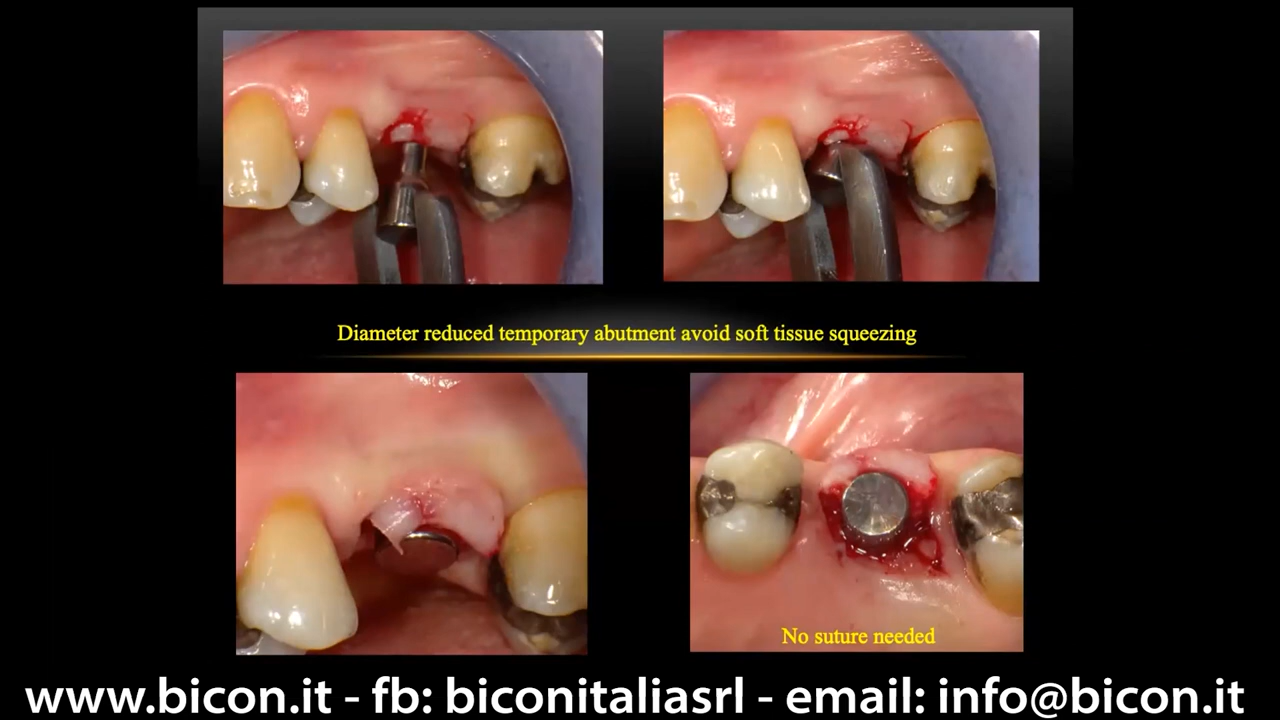 Diameter reduced temporary abutment avoid soft tissue squeezing
No suture needed
www.bicon.it - fb: biconitaliasrl - email: info@bicon.it